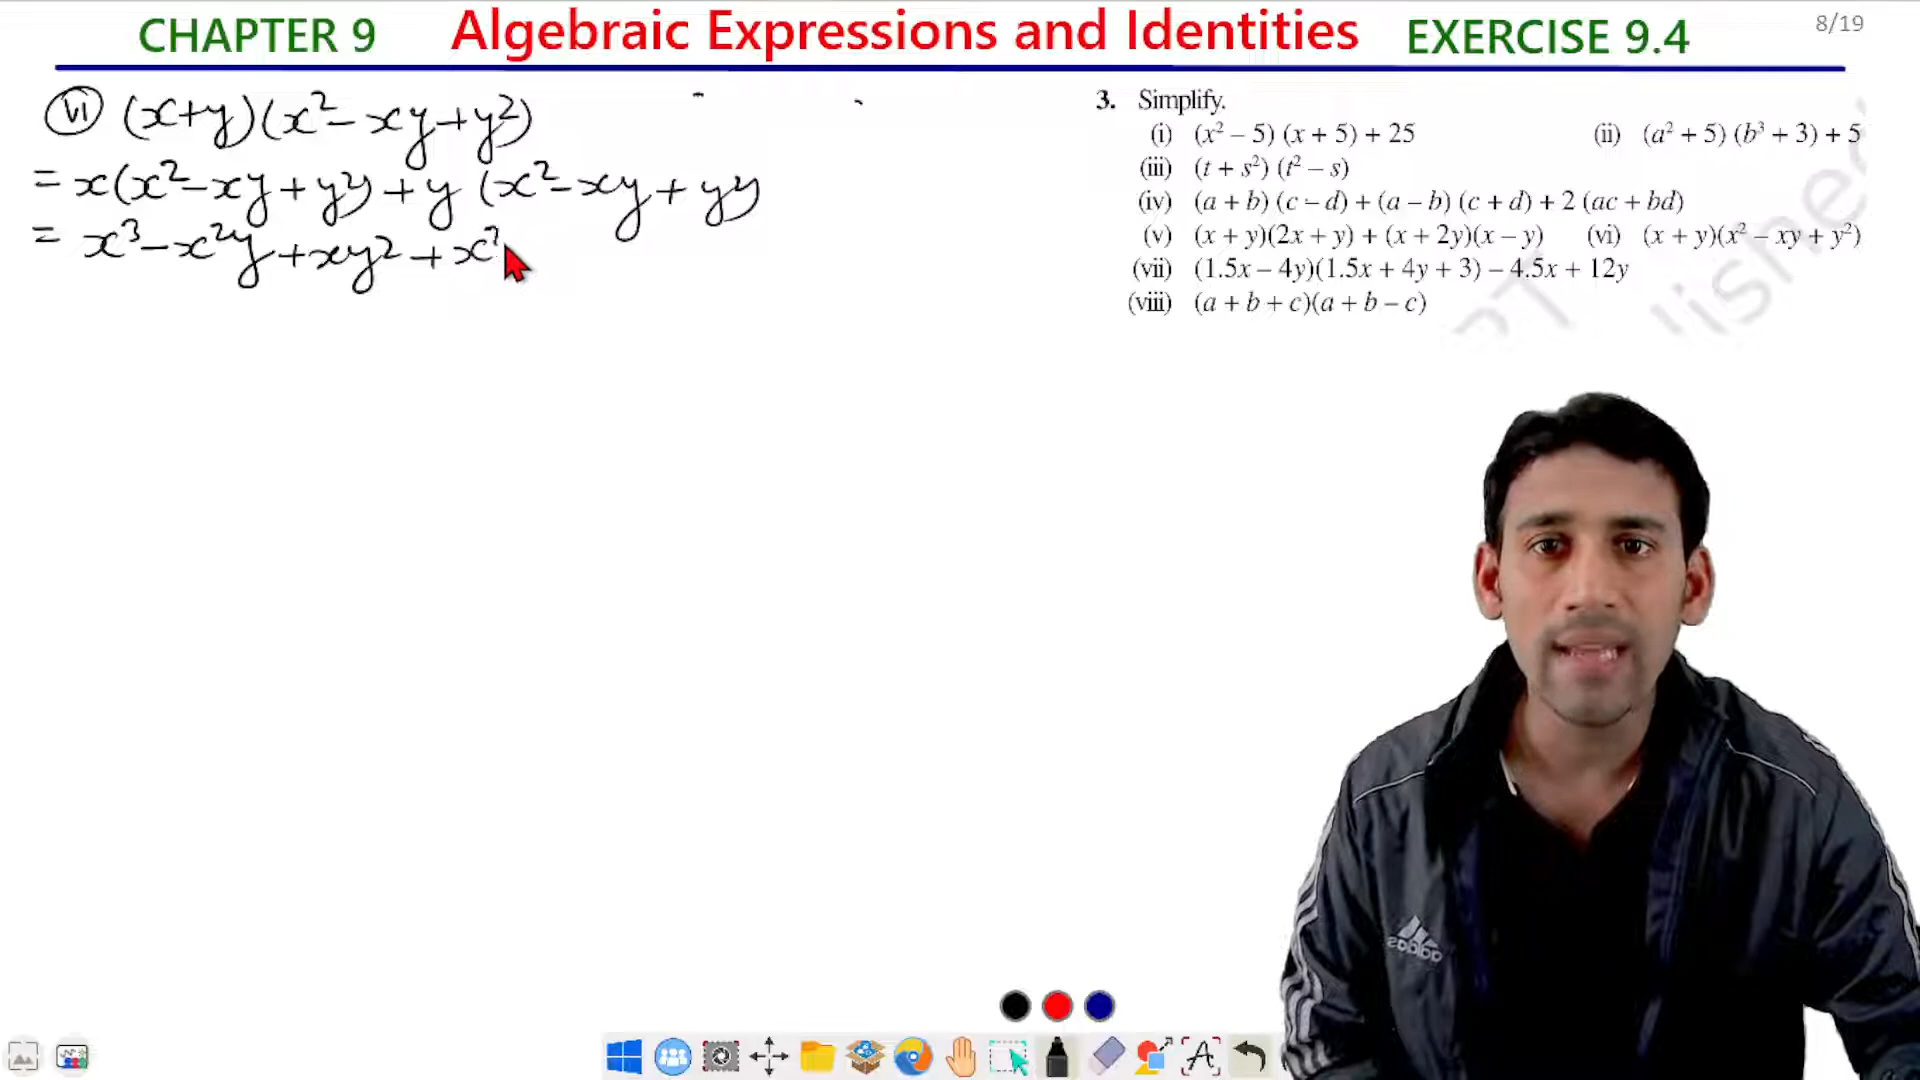 CHAPTER 9 Algebraic Expressions and Identities EXERCISE 9.4 8/19
(vi) (x+y)(x² - xy + y²)
= x(x² - xy + y²) + y (x² - xy + y²)
= x³ - x²y + xy² + x²
3. Simplify.
(i) (x² – 5) (x + 5) + 25 (ii) (a² + 5) (b³ + 3) + 5
(iii) (t + s²) (t² – s)
(iv) (a + b) (c – d) + (a – b) (c + d) + 2 (ac + bd)
(v) (x + y)(2x + y) + (x + 2y)(x – y) (vi) (x + y)(x² – xy + y²)
(vii) (1.5x – 4y)(1.5x + 4y + 3) – 4.5x + 12y
(viii) (a + b + c)(a + b – c)
adidas